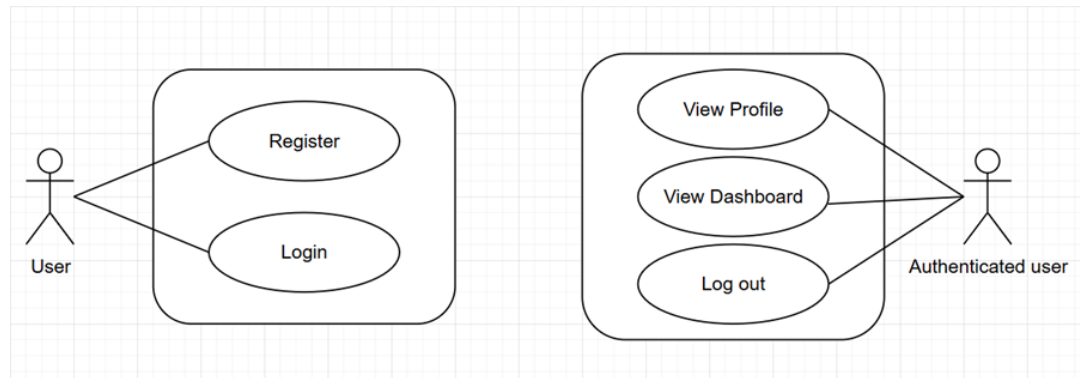 Register
Login
User
View Profile
View Dashboard
Log out
Authenticated user